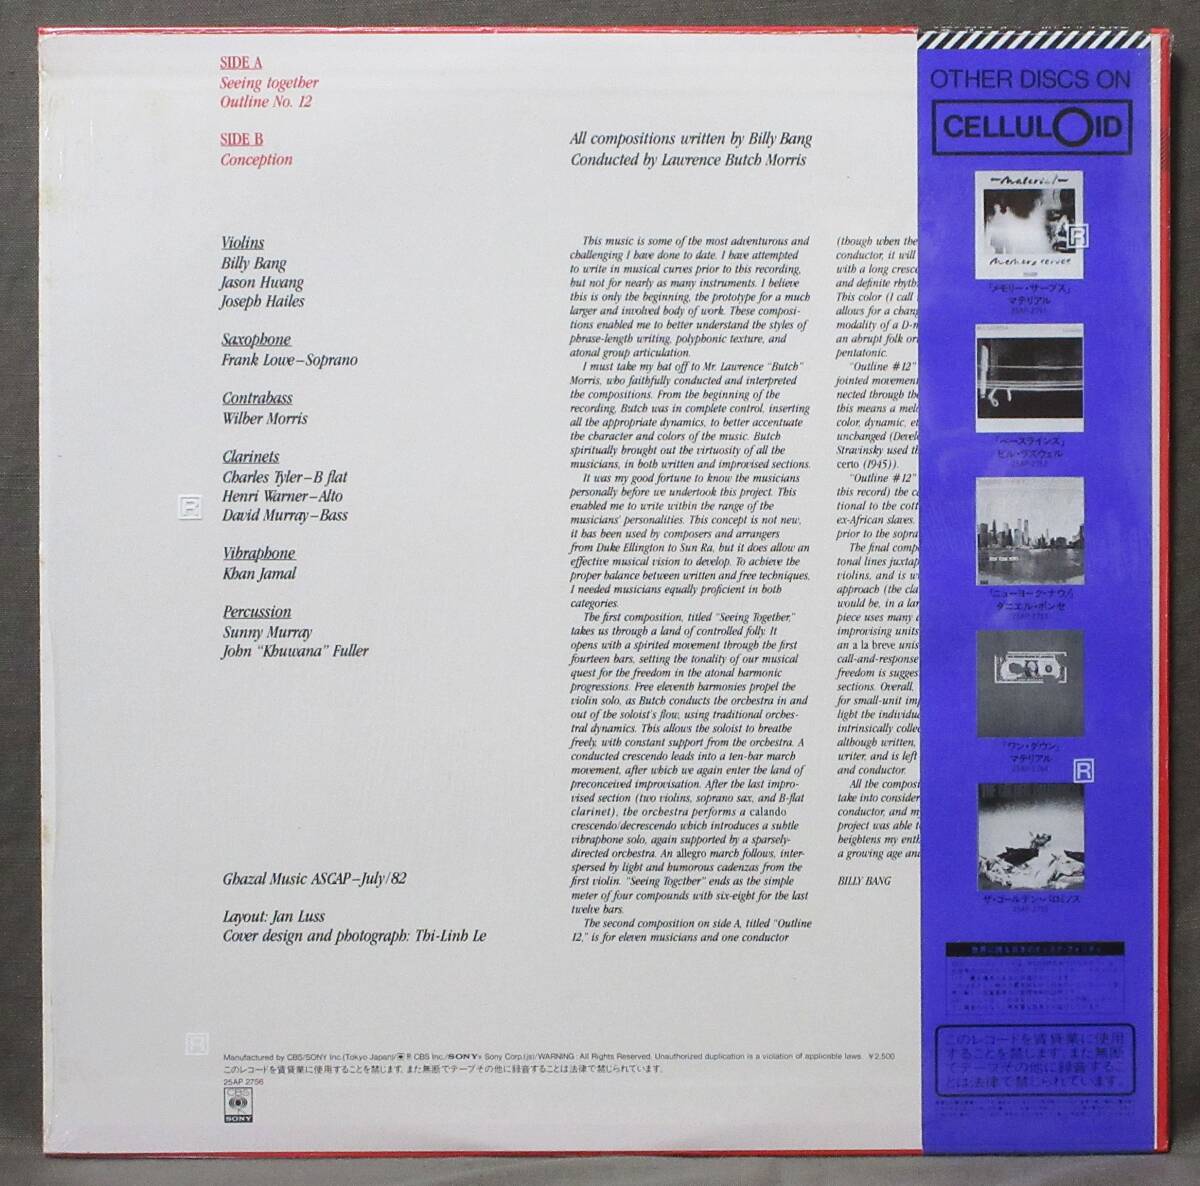 SIDE A
Seeing together
Outline No. 12
SIDE B
Conception
All compositions written by Billy Bang
Conducted by Lawrence Butch Morris
Violins
Billy Bang
Jason Hwang
Joseph Hailes
Saxophone
Frank Lowe–Soprano
Contrabass
Wilber Morris
Clarinets
Charles Tyler–B flat
Henri Warner–Alto
David Murray–Bass
Vibraphone
Khan Jamal
Percussion
Sunny Murray
John "Khuwana" Fuller
Ghazal Music ASCAP–July/82
Layout: Jan Luss
Cover design and photograph: Thi-Linh Le
This music is some of the most adventurous and
challenging I have done to date. I have attempted
to write in musical curves prior to this recording,
but not for nearly as many instruments. I believe
this is only the beginning, the prototype for a much
larger and involved body of work. These composi-
tions enabled me to better understand the styles of
phrase-length writing, polyphonic texture, and
atonal group articulation.
I must take my hat off to Mr. Lawrence "Butch"
Morris, who faithfully conducted and interpreted
the compositions. From the beginning of the
recording, Butch was in complete control, inserting
all the appropriate dynamics, to better accentuate
the character and colors of the music. Butch
spiritually brought out the virtuosity of all the
musicians, in both written and improvised sections.
It was my good fortune to know the musicians
personally before we undertook this project. This
enabled me to write within the range of the
musicians' personalities. This concept is not new,
it has been used by composers and arrangers
from Duke Ellington to Sun Ra, but it does allow an
effective musical vision to develop. To achieve the
proper balance between written and free techniques,
I needed musicians equally proficient in both
categories.
The first composition, titled "Seeing Together,"
takes us through a land of controlled folly. It
opens with a spirited movement through the first
fourteen bars, setting the tonality of our musical
quest for the freedom in the atonal harmonic
progressions. Free eleventh harmonies propel the
violin solo, as Butch conducts the orchestra in and
out of the soloist's flow, using traditional orches-
tral dynamics. This allows the soloist to breathe
freely, with constant support from the orchestra. A
conducted crescendo leads into a ten-bar march
movement, after which we again enter the land of
preconceived improvisation. After the last impro-
vised section (two violins, soprano sax, and B-flat
clarinet), the orchestra performs a calando
crescendo/decrescendo which introduces a subtle
vibraphone solo, again supported by a sparsely-
directed orchestra. An allegro march follows, inter-
spersed by light and humorous cadenzas from the
first violin. "Seeing Together" ends as the simple
meter of four compounds with six-eight for the last
twelve bars.
The second composition on side A, titled "Outline
12," is for eleven musicians and one conductor
(though when the
conductor, it will
with a long cresc
and definite rhyth
This color (I call
allows for a chang
modality of a D-m
an abrupt folk or
pentatonic.
"Outline #12"
jointed movemen
nected through th
this means a mel
color, dynamic, et
unchanged (Devel
Stravinsky used th
certo (1945)).
"Outline #12"
this record) the c
tional to the cott
ex-African slaves.
prior to the sopra
The final comp
tonal lines juxtap
violins, and is w
approach (the cla
would be, in a lar
piece uses many
improvising units
an a la breve unis
call-and-response
freedom is sugges
sections. Overall,
for small-unit imp
light the individu
intrinsically collec
although written,
writer, and is left
and conductor.
All the composi
take into consider
conductor, and m
project was able t
heightens my enth
a growing age and
BILLY BANG
Manufactured by CBS/SONY Inc.(Tokyo Japan)/ CBS Inc./SONY Sony Corp.(js)/WARNING: All Rights Reserved. Unauthorized duplication is a violation of applicable laws. ¥2,500
このレコードを賃貸業に使用することを禁じます。また無断でテープその他に録音することは法律で禁じられています。
25AP 2756
CBS
SONY
OTHER DISCS ON
CELLULOID
Material
Memory Serves
R
「メモリー・サーブス」
マテリアル
25AP-2751
「ベースラインズ」
ビル・ラズウェル
25AP-2752
「ニューヨーク・ナウ!」
ダニエル・ポンセ
25AP-2753
「ワン・ダウン」
マテリアル
25AP-2754
R
ザ・ゴールデン・パロミノス
25AP-2755
このレコードを賃貸業に使用
することを禁じます。また無断
でテープその他に録音するこ
とは法律で禁じられています。
R
R